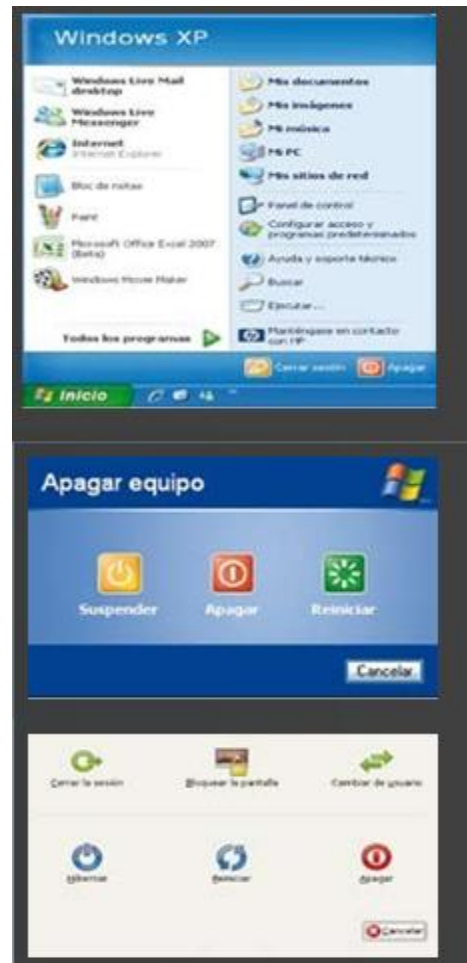 Windows XP
Windows Live Mail
desktop
Windows Live
Messenger
Internet
Internet Explorer
Bloc de notas
Paint
Microsoft Office Excel 2007
(Beta)
Windows Movie Maker
Todos los programas
Mis documentos
Mis imágenes
Mi música
Mi PC
Mis sitios de red
Panel de control
Configurar acceso y
programas predeterminados
Ayuda y soporte técnico
Buscar
Ejecutar...
Manténgase en contacto
con HP
Cerrar sesión
Apagar
Inicio
Apagar equipo
Suspender
Apagar
Reiniciar
Cancelar
Cerrar la sesión
Bloquear la pantalla
Cambiar de usuario
Hibernar
Reiniciar
Apagar
Cancelar